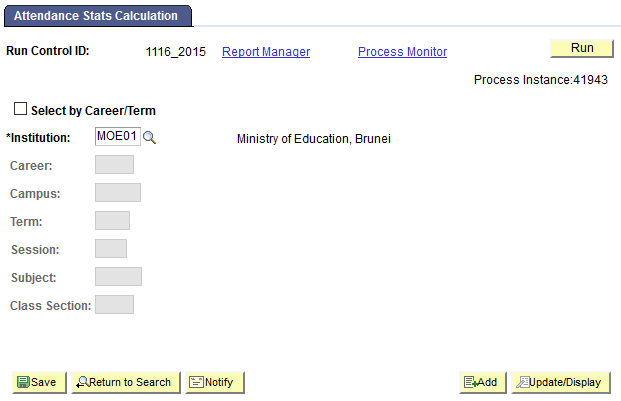 Attendance Stats Calculation
Run Control ID: 1116_2015 Report Manager Process Monitor Run
Process Instance:41943
Select by Career/Term
*Institution: MOE01 Ministry of Education, Brunei
Career:
Campus:
Term:
Session:
Subject:
Class Section:
Save Return to Search Notify Add Update/Display